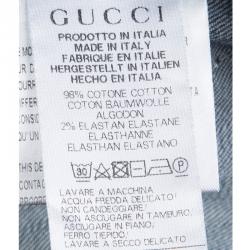 GUCCI
PRODOTTO IN ITALIA
MADE IN ITALY
FABRIQUE EN ITALIE
HERGESTELLT IN ITALIEN
HECHO EN ITALIA
98% COTONE COTTON
COTON BAUMWOLLE
ALGODON
2% ELASTAN ELASTANE
ELASTHANNE
ELASTANO
30
P
LAVARE A MACCHINA
ACQUA FREDDA DELICATO
NON CANDEGGIARE
NON ASCIUGARE IN TAMBURO,
ASCIUGARE IN PIANO
FERRO TIEPIDO
LAVARE A SECCO DELICATO